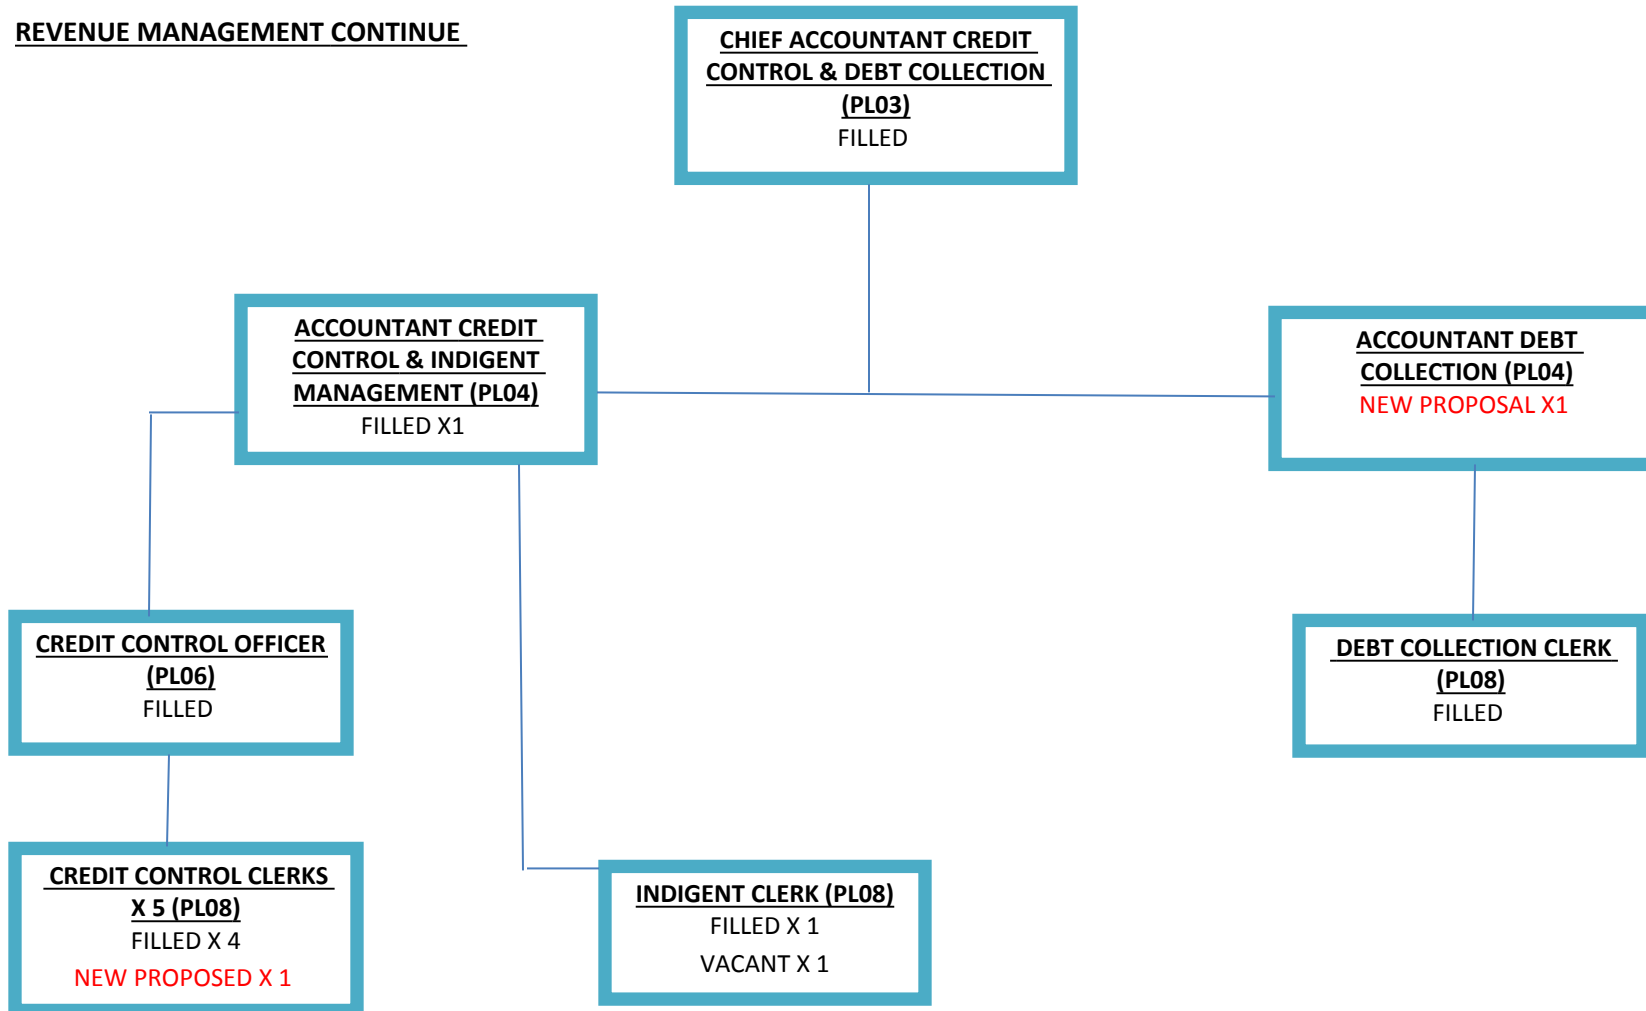 REVENUE MANAGEMENT CONTINUE
CHIEF ACCOUNTANT CREDIT
CONTROL & DEBT COLLECTION
(PL03)
FILLED
ACCOUNTANT CREDIT
CONTROL & INDIGENT
MANAGEMENT (PL04)
FILLED X1
ACCOUNTANT DEBT
COLLECTION (PL04)
NEW PROPOSAL X1
CREDIT CONTROL OFFICER
(PL06)
FILLED
DEBT COLLECTION CLERK
(PL08)
FILLED
CREDIT CONTROL CLERKS
X 5 (PL08)
FILLED X 4
NEW PROPOSED X 1
INDIGENT CLERK (PL08)
FILLED X 1
VACANT X 1